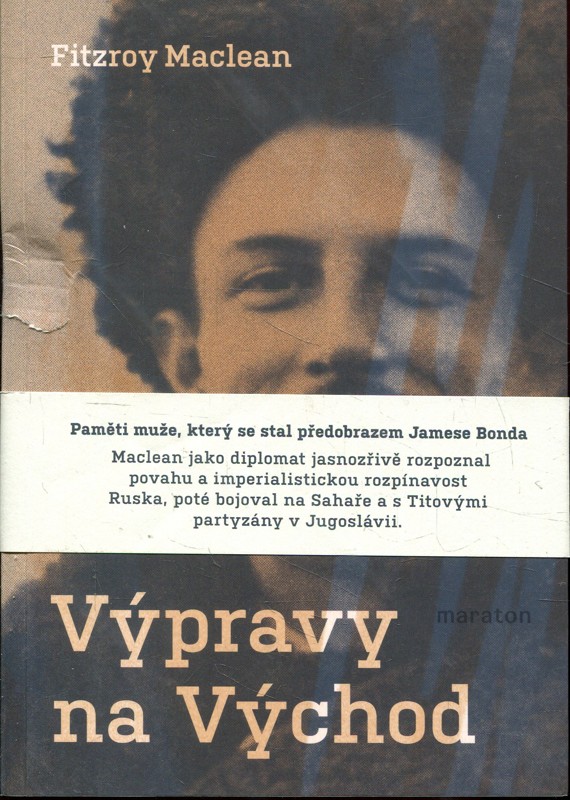 Fitzroy Maclean
Paměti muže, který se stal předobrazem Jamese Bonda
Maclean jako diplomat jasnozřivě rozpoznal
povahu a imperialistickou rozpínavost
Ruska, poté bojoval na Sahaře a s Titovými
partyzány v Jugoslávii.
Výpravy
maraton
na Východ